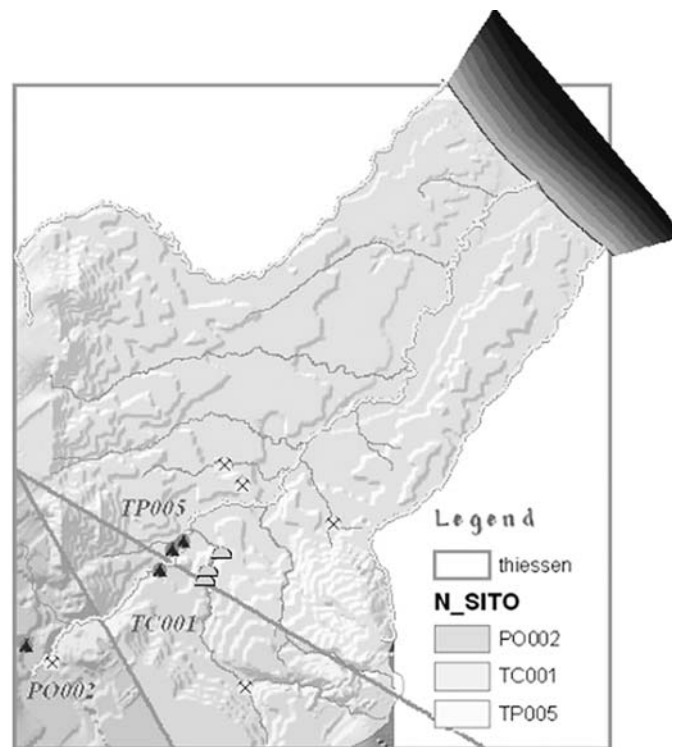 TP005
TC001
PO002
Legend
thiessen
N_SITO
PO002
TC001
TP005